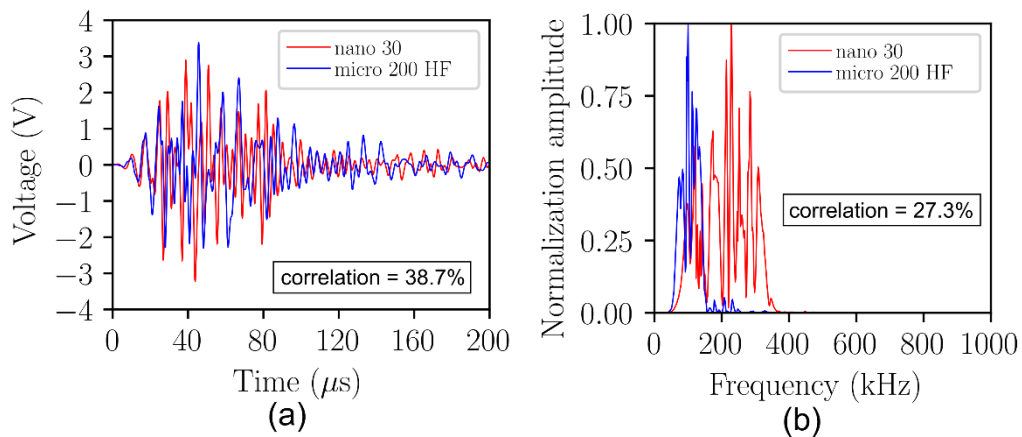 4
3
2
1
0
−1
−2
−3
−4
Voltage (V)
nano 30
micro 200 HF
correlation = 38.7%
0 40 80 120 160 200
Time (μs)
(a)
1.00
0.75
0.50
0.25
0.00
Normalization amplitude
nano 30
micro 200 HF
correlation = 27.3%
0 200 400 600 800 1000
Frequency (kHz)
(b)